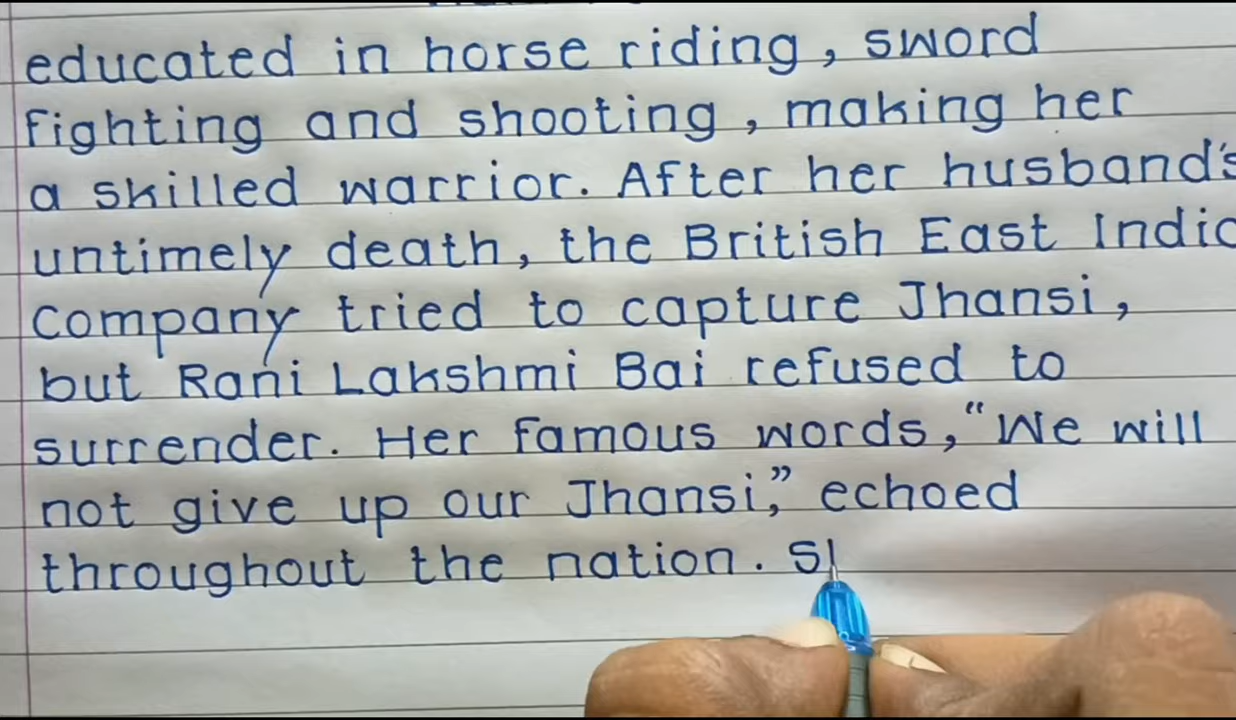 educated in horse riding, sword
fighting and shooting, making her
a skilled warrior. After her husband's
untimely death, the British East India
company tried to capture Jhansi,
but Rani Lakshmi Bai refused to
surrender. Her famous words, “We will
not give up our Jhansi,” echoed
throughout the nation.